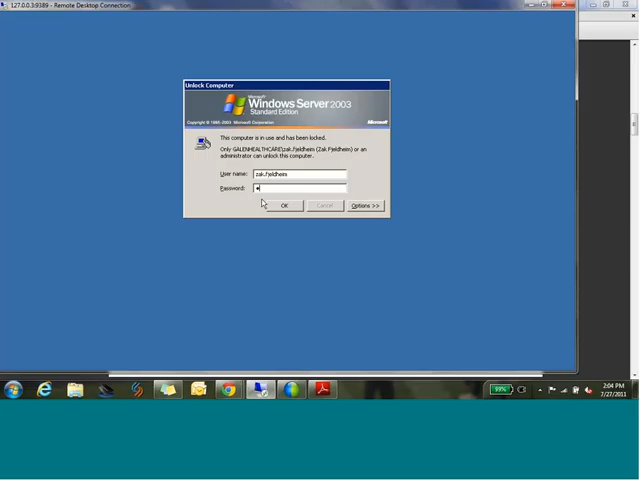 127.0.0.3:9389 - Remote Desktop Connection
Unlock Computer
Microsoft
Windows Server 2003
Standard Edition
Copyright © 1985-2003 Microsoft Corporation
Microsoft
This computer is in use and has been locked.
Only GALENHEALTHCARE\zak.fjeldheim (Zak Fjeldheim) or an
administrator can unlock this computer.
User name: zak.fjeldheim
Password:
OK Cancel Options >>
99%
2:04 PM
7/27/2011